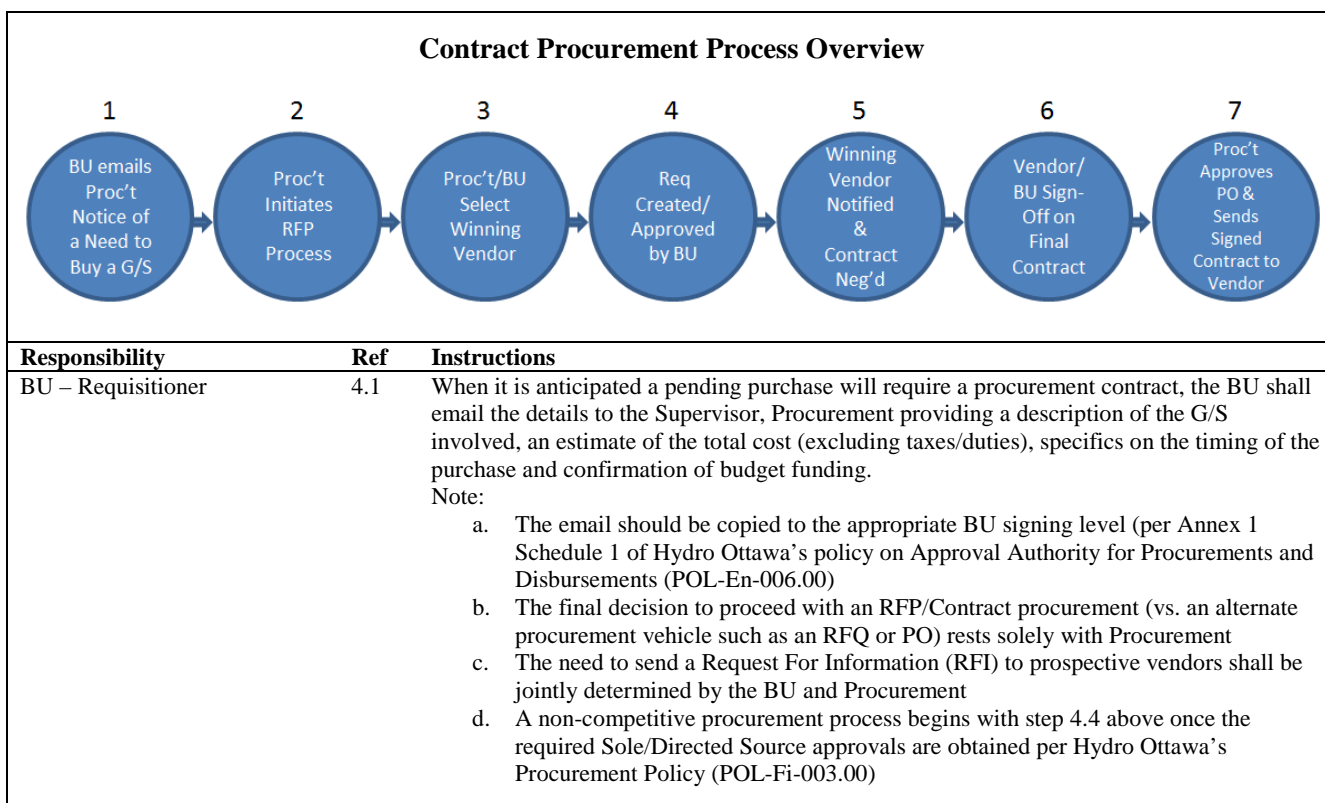 Contract Procurement Process Overview
1
2
3
4
5
6
7
BU emails
Proc't
Notice of
a Need to
Buy a G/S
Proc't
Initiates
RFP
Process
Proc't/BU
Select
Winning
Vendor
Req
Created/
Approved
by BU
Winning
Vendor
Notified
&
Contract
Neg'd
Vendor/
BU Sign-
Off on
Final
Contract
Proc't
Approves
PO &
Sends
Signed
Contract to
Vendor
Responsibility Ref Instructions
BU – Requisitioner 4.1 When it is anticipated a pending purchase will require a procurement contract, the BU shall
email the details to the Supervisor, Procurement providing a description of the G/S
involved, an estimate of the total cost (excluding taxes/duties), specifics on the timing of the
purchase and confirmation of budget funding.
Note:
a. The email should be copied to the appropriate BU signing level (per Annex 1
Schedule 1 of Hydro Ottawa's policy on Approval Authority for Procurements and
Disbursements (POL-En-006.00)
b. The final decision to proceed with an RFP/Contract procurement (vs. an alternate
procurement vehicle such as an RFQ or PO) rests solely with Procurement
c. The need to send a Request For Information (RFI) to prospective vendors shall be
jointly determined by the BU and Procurement
d. A non-competitive procurement process begins with step 4.4 above once the
required Sole/Directed Source approvals are obtained per Hydro Ottawa's
Procurement Policy (POL-Fi-003.00)